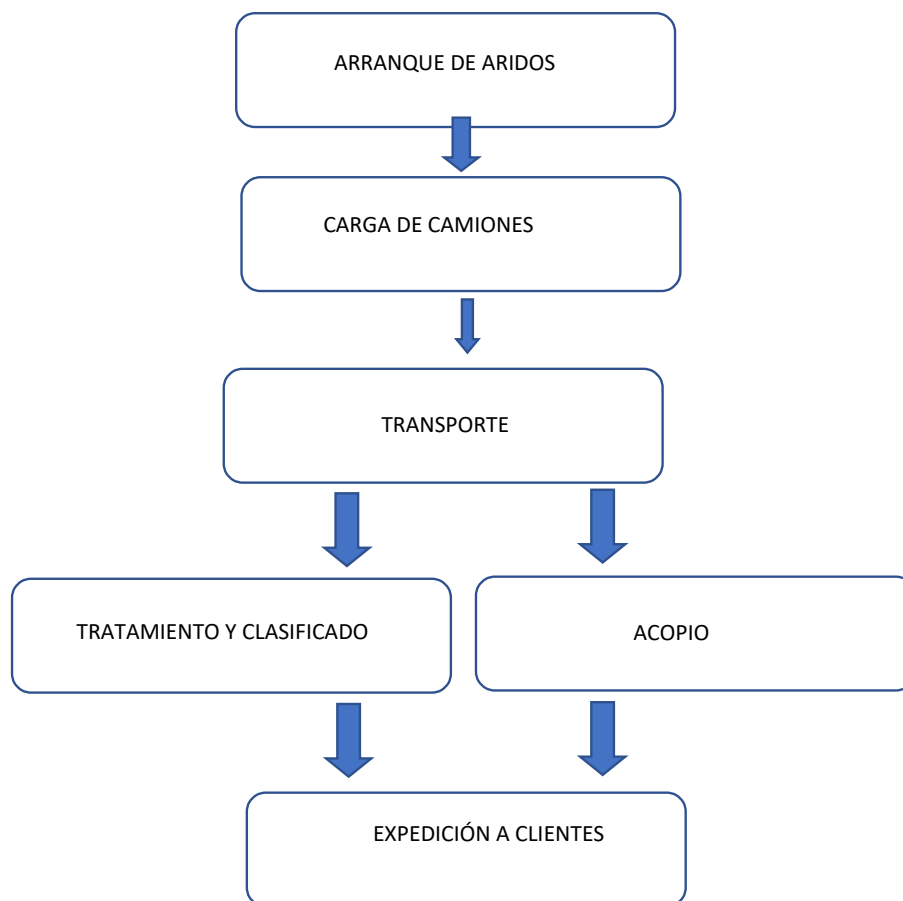 ARRANQUE DE ARIDOS
CARGA DE CAMIONES
TRANSPORTE
TRATAMIENTO Y CLASIFICADO
ACOPIO
EXPEDICIÓN A CLIENTES